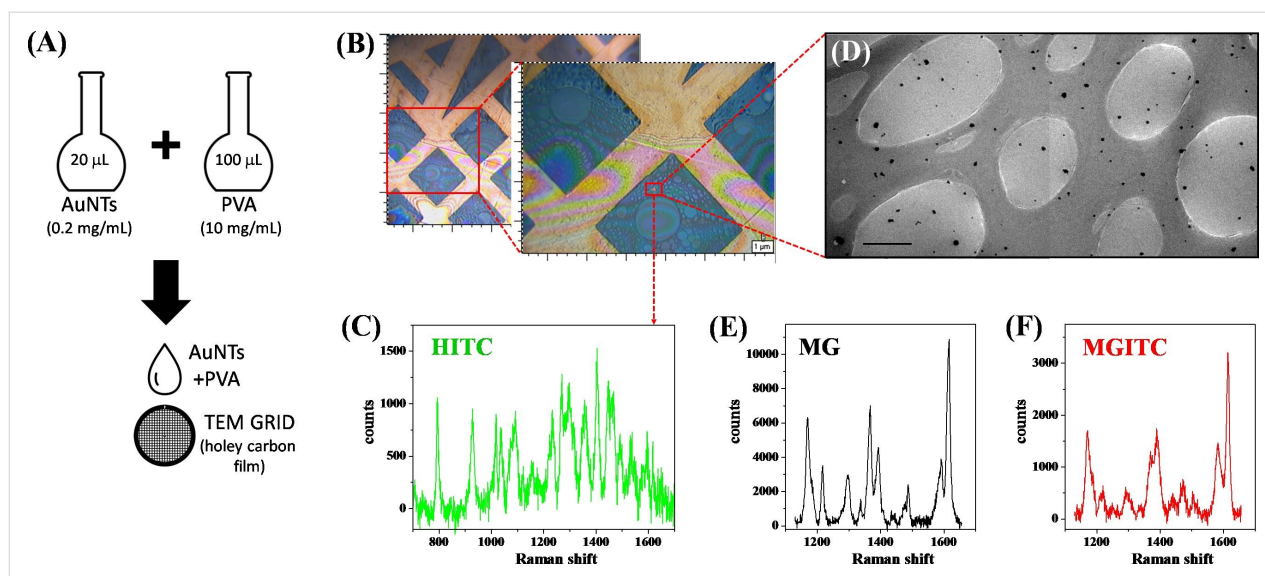 (A)
20 μL
100 μL
AuNTs
(0.2 mg/mL)
PVA
(10 mg/mL)
AuNTs
+PVA
TEM GRID
(holey carbon
film)
(B)
1 μm
(D)
(C)
HITC
counts
1500
1000
500
0
800
1000
1200
1400
1600
Raman shift
(E)
MG
counts
10000
8000
6000
4000
2000
0
1200
1400
1600
Raman shift
(F)
MGITC
counts
3000
2000
1000
0
1200
1400
1600
Raman shift